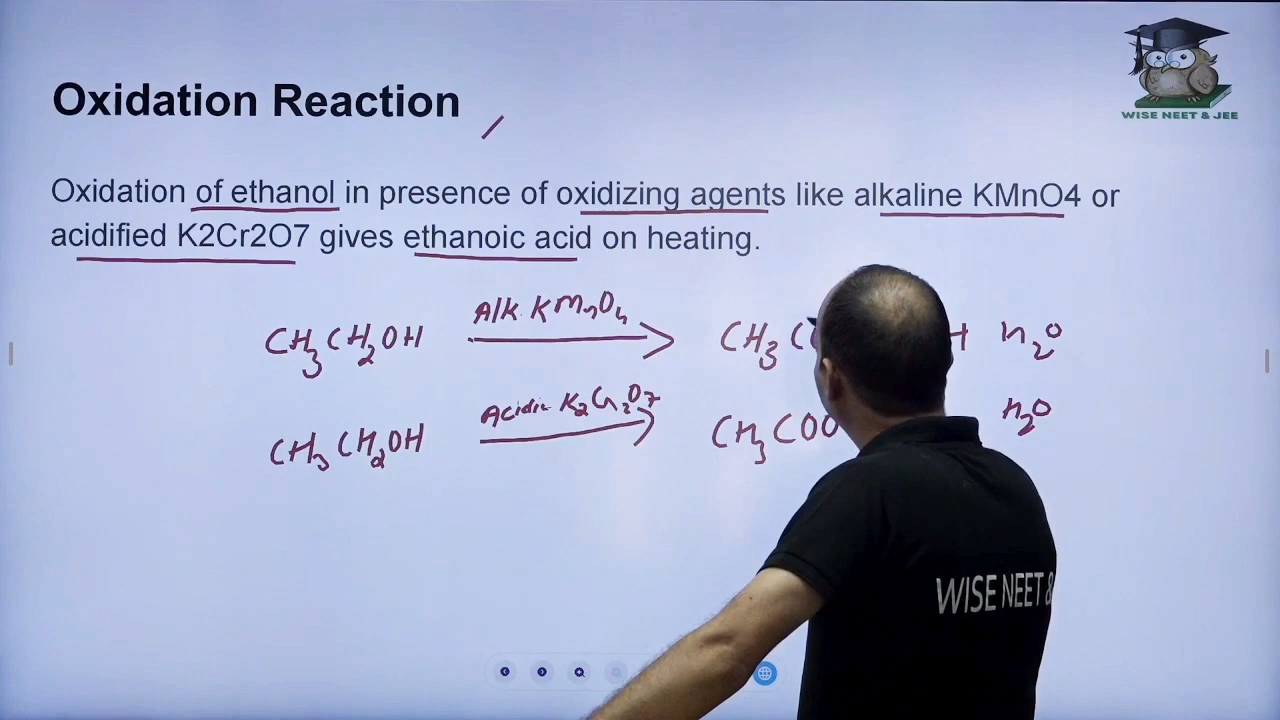 WISE NEET & JEE
Oxidation Reaction
Oxidation of ethanol in presence of oxidizing agents like alkaline KMnO4 or
acidified K2Cr2O7 gives ethanoic acid on heating.
CH3CH2OH Alk. KMnO4 CH3 H2O
CH3CH2OH Acidic K2Cr2O7 CH3COO H2O
WISE NEET &